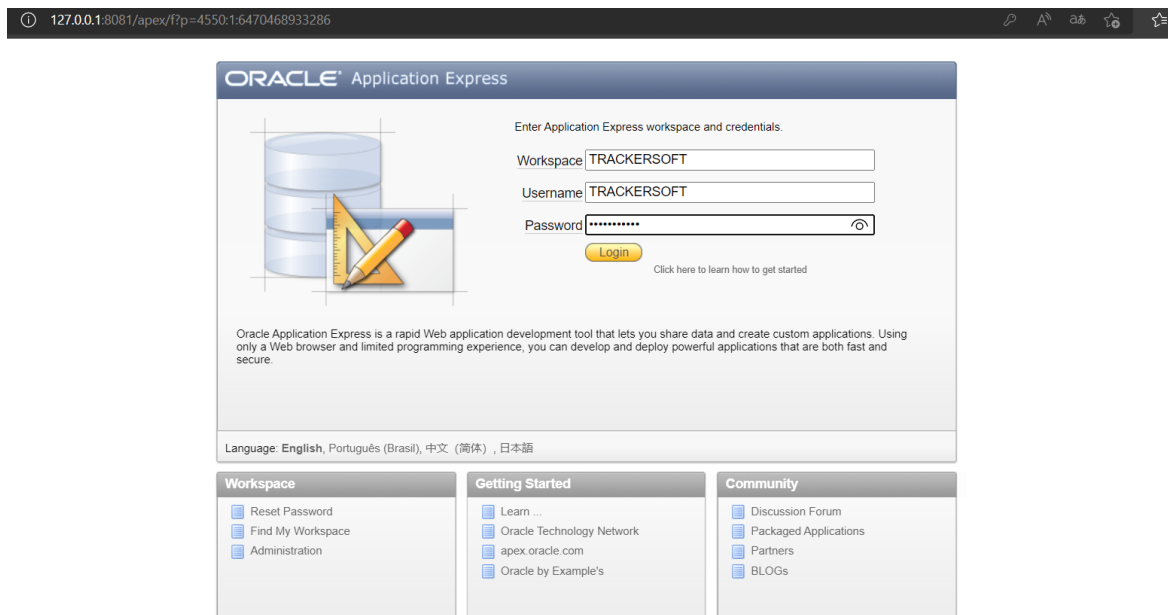 127.0.0.1:8081/apex/f?p=4550:1:6470468933286
ORACLE Application Express
Enter Application Express workspace and credentials.
Workspace TRACKERSOFT
Username TRACKERSOFT
Password •••••••••••
Login
Click here to learn how to get started
Oracle Application Express is a rapid Web application development tool that lets you share data and create custom applications. Using
only a Web browser and limited programming experience, you can develop and deploy powerful applications that are both fast and
secure.
Language: English, Português (Brasil), 中文（简体）, 日本語
Workspace
Reset Password
Find My Workspace
Administration
Getting Started
Learn ...
Oracle Technology Network
apex.oracle.com
Oracle by Example's
Community
Discussion Forum
Packaged Applications
Partners
BLOGs